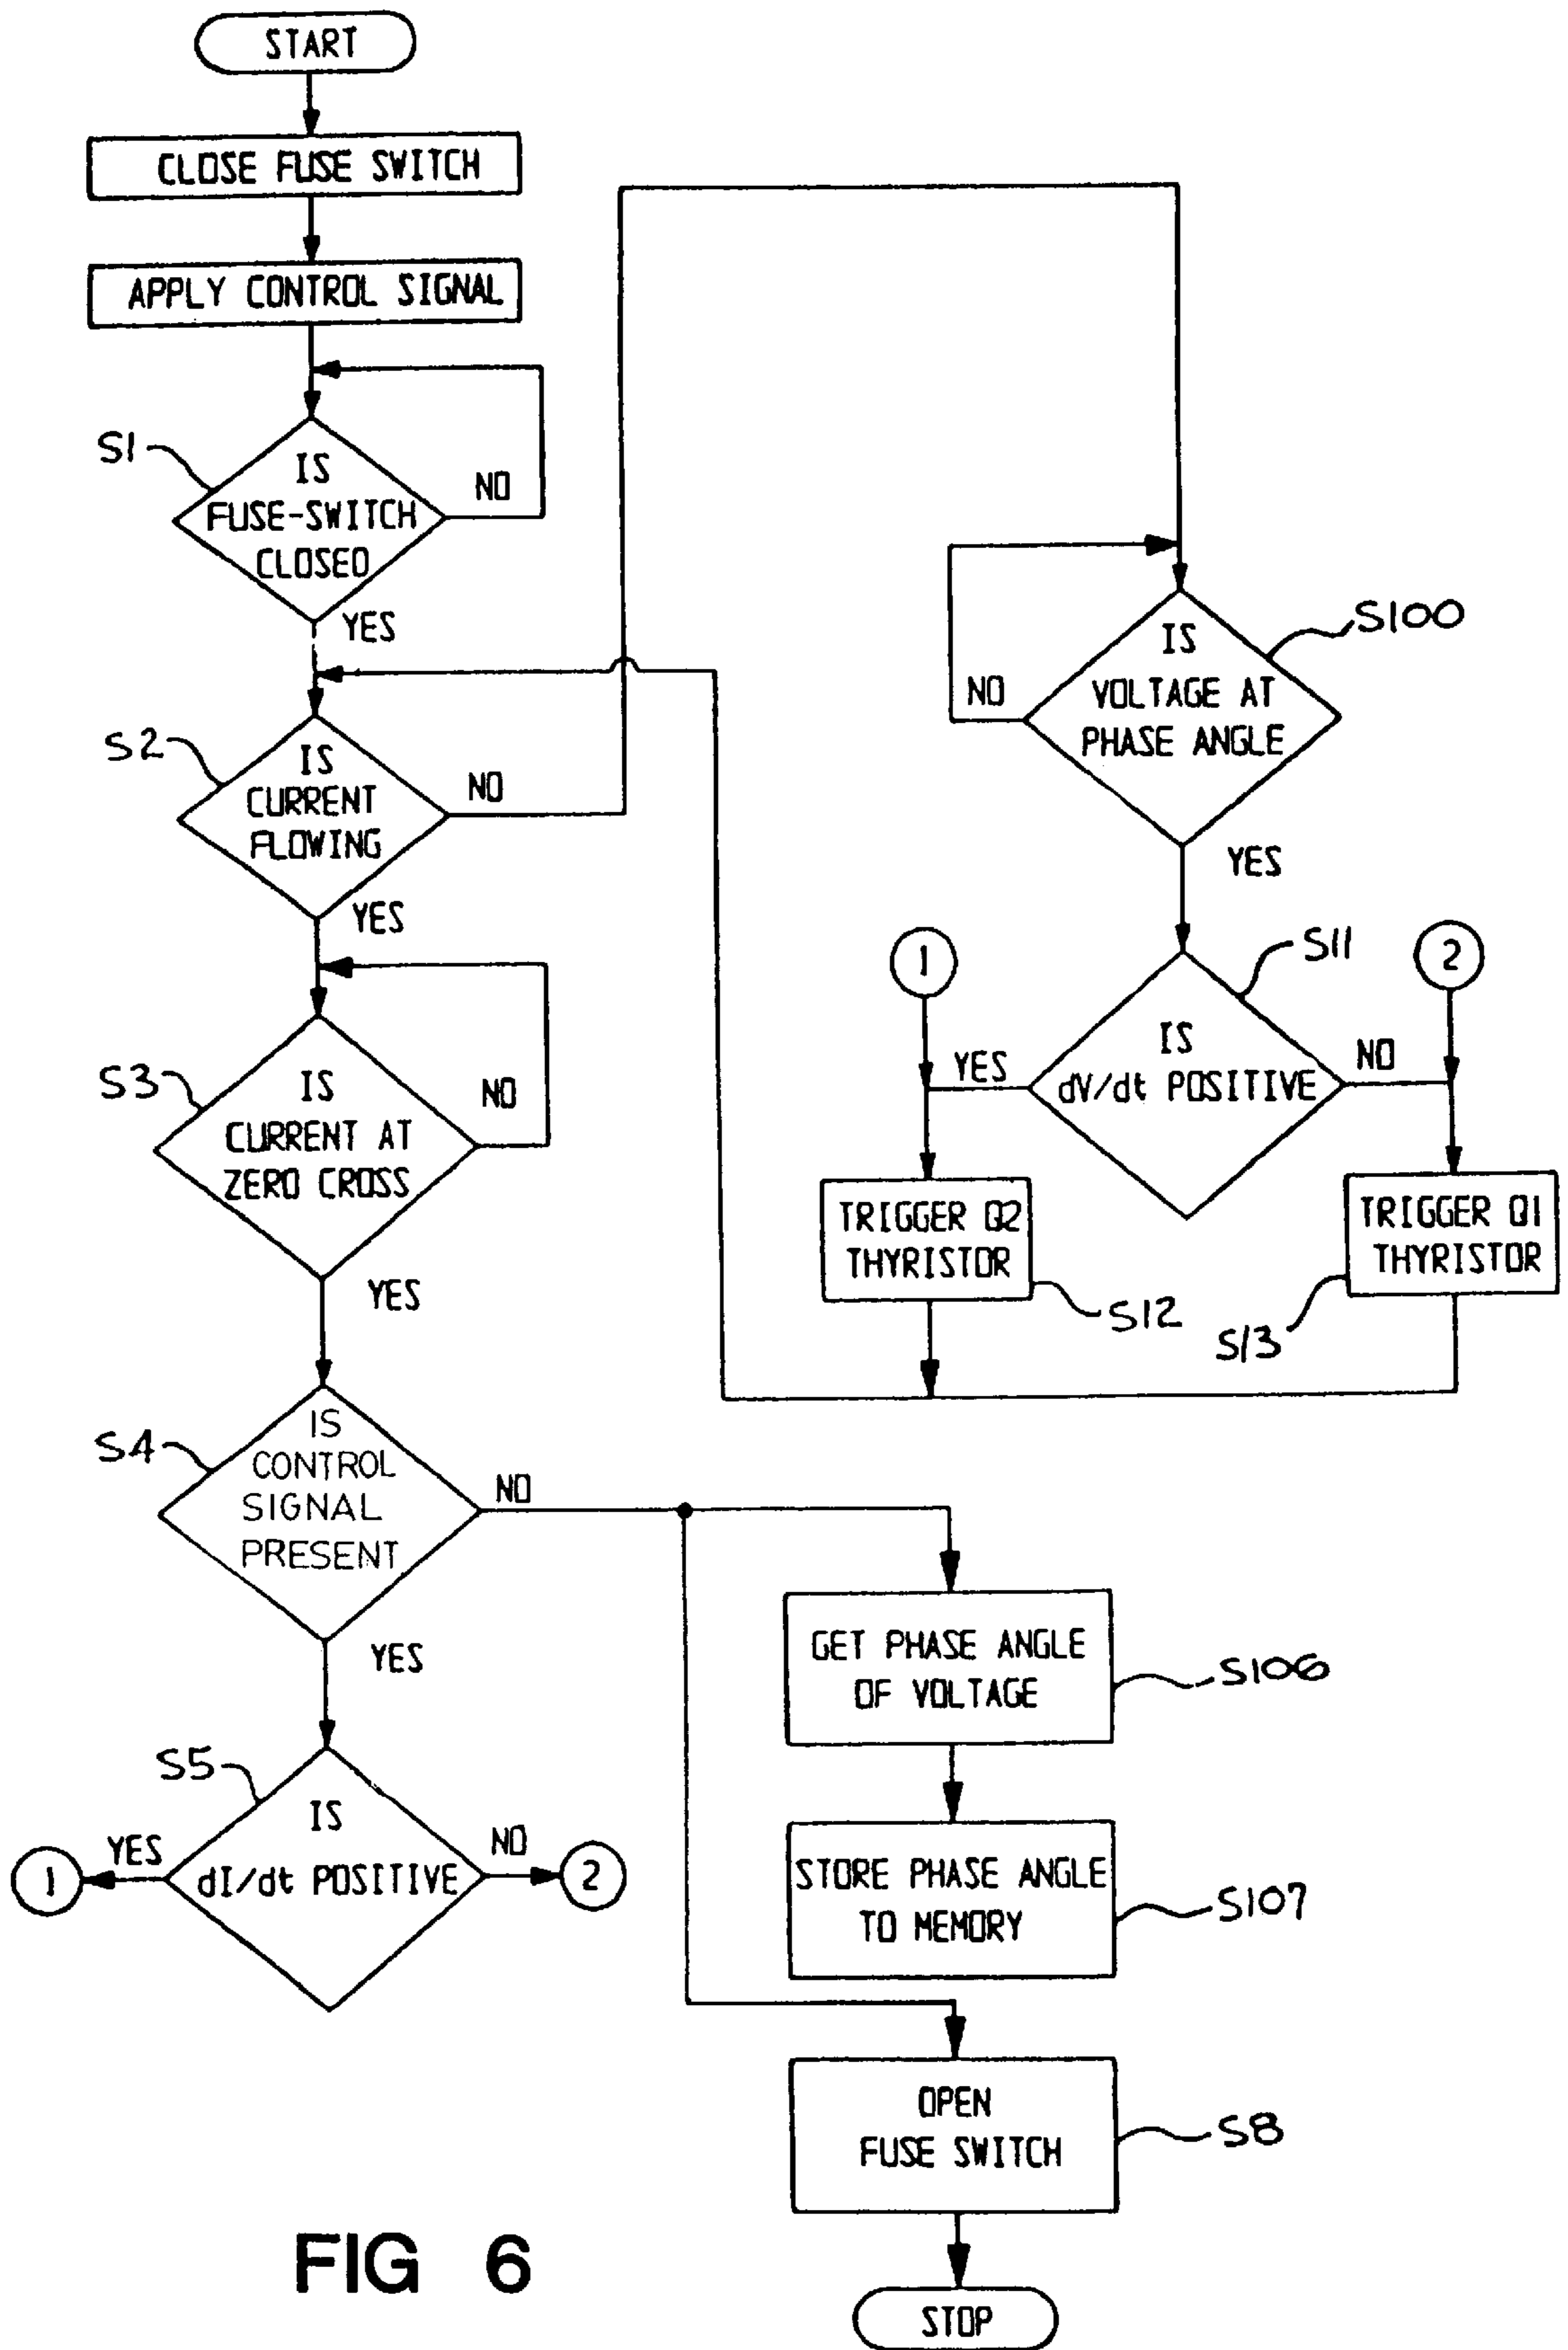 START
CLOSE FUSE SWITCH
APPLY CONTROL SIGNAL
S1
IS
FUSE-SWITCH
CLOSED
NO
YES
S2
IS
CURRENT
FLOWING
NO
YES
S3
IS
CURRENT AT
ZERO CROSS
NO
YES
S4
IS
CONTROL
SIGNAL
PRESENT
NO
YES
S5
IS
dI/dt POSITIVE
YES
1
NO
2
S100
IS
VOLTAGE AT
PHASE ANGLE
NO
YES
S11
IS
dV/dt POSITIVE
YES
NO
1
2
TRIGGER Q2
THYRISTOR
S12
TRIGGER Q1
THYRISTOR
S13
GET PHASE ANGLE
OF VOLTAGE
S106
STORE PHASE ANGLE
TO MEMORY
S107
OPEN
FUSE SWITCH
S8
STOP
FIG 6